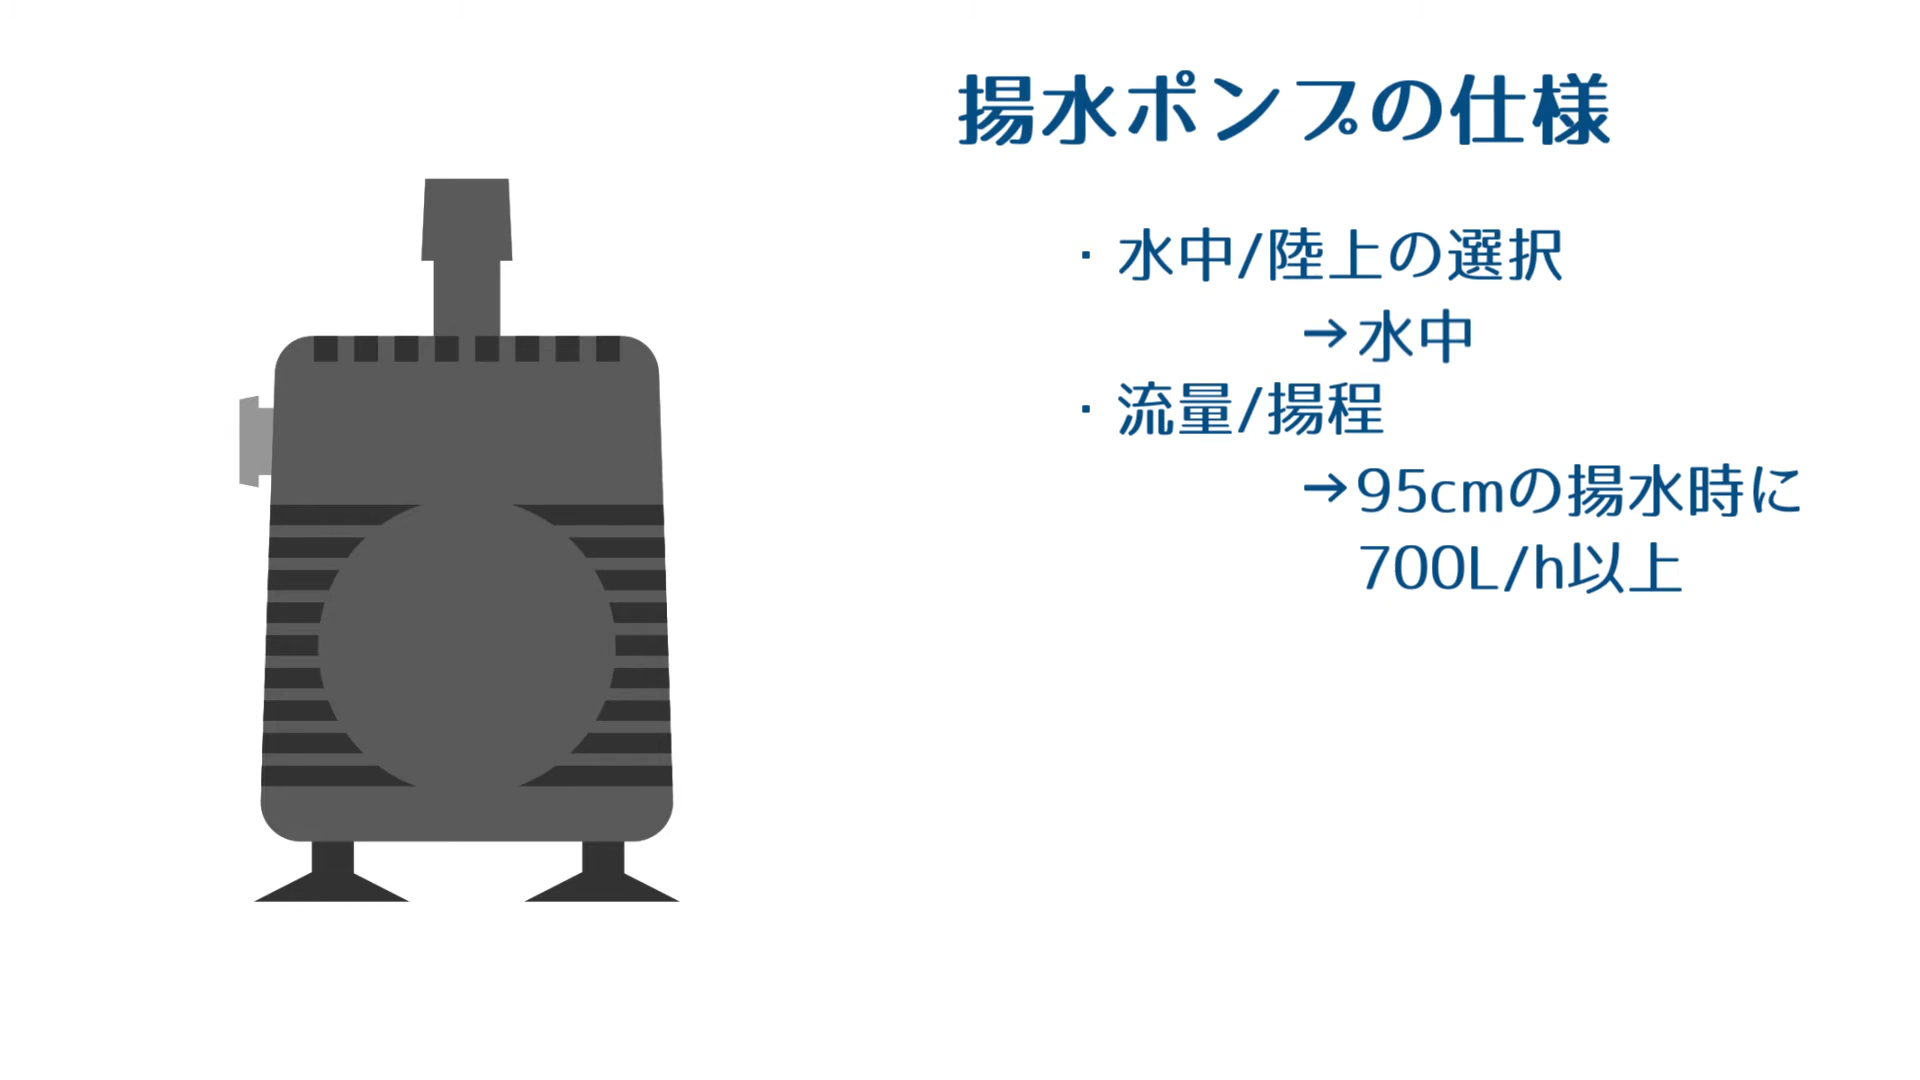 揚水ポンプの仕様
・水中/陸上の選択
→水中
・流量/揚程
→95cmの揚水時に
700L/h以上